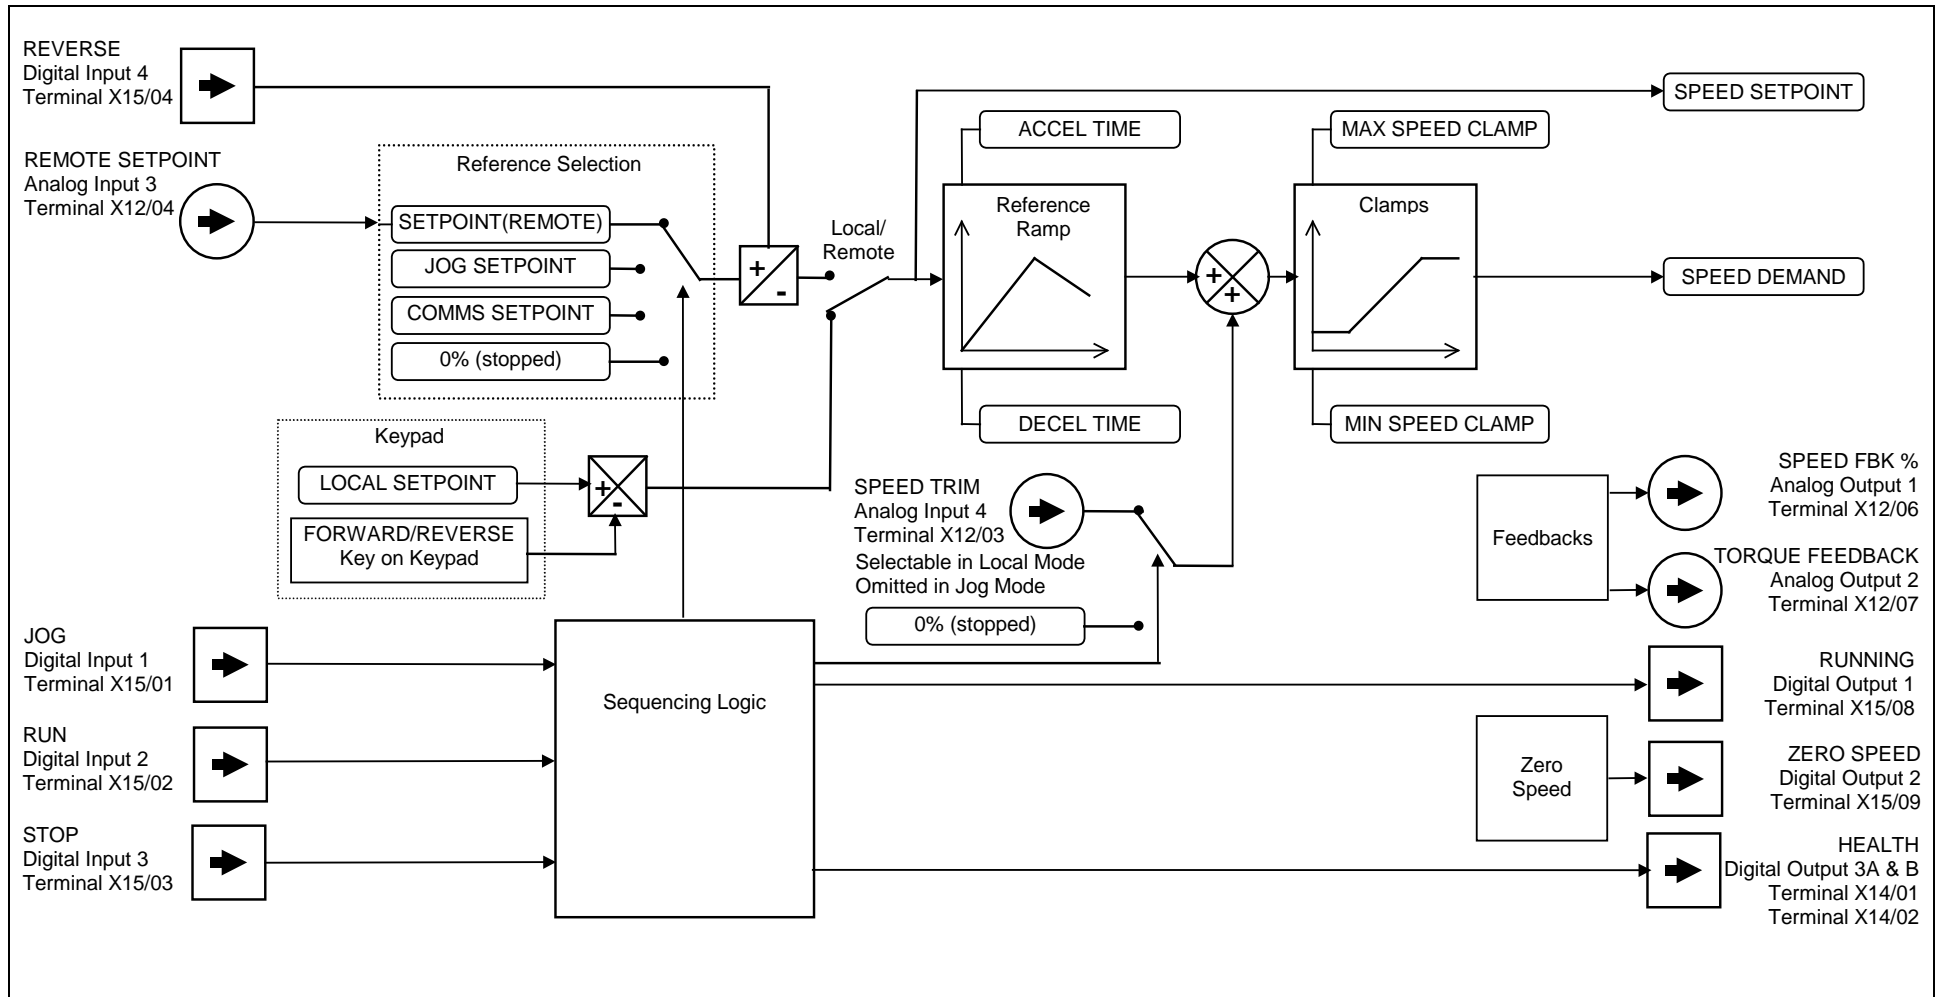 REVERSE
Digital Input 4
Terminal X15/04
REMOTE SETPOINT
Analog Input 3
Terminal X12/04
Reference Selection
SETPOINT(REMOTE)
JOG SETPOINT
COMMS SETPOINT
0% (stopped)
+
-
Local/
Remote
Keypad
LOCAL SETPOINT
FORWARD/REVERSE
Key on Keypad
+
-
ACCEL TIME
Reference
Ramp
DECEL TIME
+
+
MAX SPEED CLAMP
Clamps
MIN SPEED CLAMP
SPEED SETPOINT
SPEED DEMAND
SPEED TRIM
Analog Input 4
Terminal X12/03
Selectable in Local Mode
Omitted in Jog Mode
0% (stopped)
Feedbacks
SPEED FBK %
Analog Output 1
Terminal X12/06
TORQUE FEEDBACK
Analog Output 2
Terminal X12/07
JOG
Digital Input 1
Terminal X15/01
RUN
Digital Input 2
Terminal X15/02
STOP
Digital Input 3
Terminal X15/03
Sequencing Logic
RUNNING
Digital Output 1
Terminal X15/08
Zero
Speed
ZERO SPEED
Digital Output 2
Terminal X15/09
HEALTH
Digital Output 3A & B
Terminal X14/01
Terminal X14/02